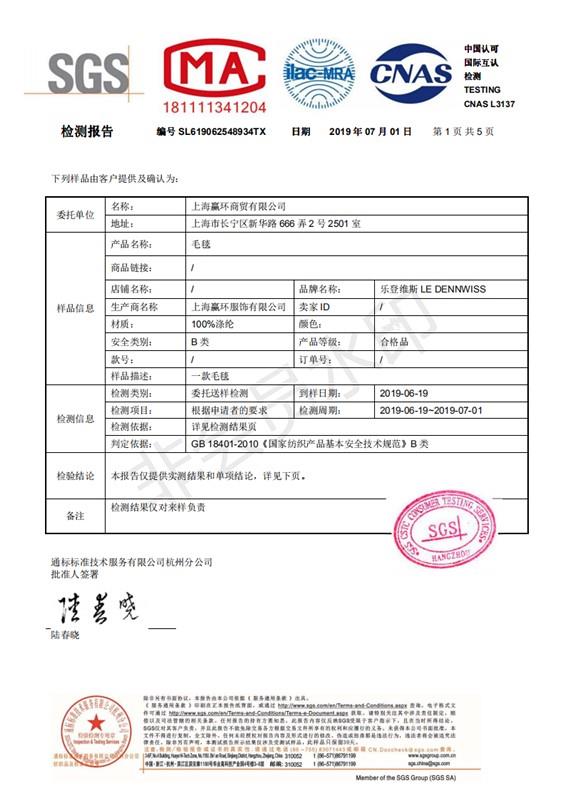 SGS
MA
181111341204
ilac-MRA
CNAS
中国认可
国际互认
检测
TESTING
CNAS L3137
检测报告 编号 SL619062548934TX 日期 2019 年 07 月 01 日 第 1 页 共 5 页
下列样品由客户提供及确认为：
委托单位
名称： 上海赢环商贸有限公司
地址： 上海市长宁区新华路 666 弄 2 号 2501 室
样品信息
产品名称： 毛毯
商品链接： /
店铺名称： / 品牌名称： 乐登维斯 LE DENNWISS
生产商名称 上海赢环服饰有限公司 卖家 ID /
材质： 100%涤纶 颜色：
安全类别： B 类 产品等级： 合格品
款号： / 订单号： /
样品描述： 一款毛毯
检测信息
检测类别： 委托送样检测 到样日期： 2019-06-19
检测项目： 根据申请者的要求 检测周期： 2019-06-19~2019-07-01
检测依据： 详见检测结果页
判定依据： GB 18401-2010《国家纺织产品基本安全技术规范》B 类
检验结论 本报告仅提供实测结果和单项结论，详见下页。
备注 检测结果仅对来样负责
非会员水印
SGS-CSTC CONSUMER TESTING SERVICES
SGS
HANGZHOU
通标标准技术服务有限公司杭州分公司
批准人签署
陆春晓
陆春晓
检验检测专用章
Inspection & Testing Services
Member of the SGS Group (SGS SA)